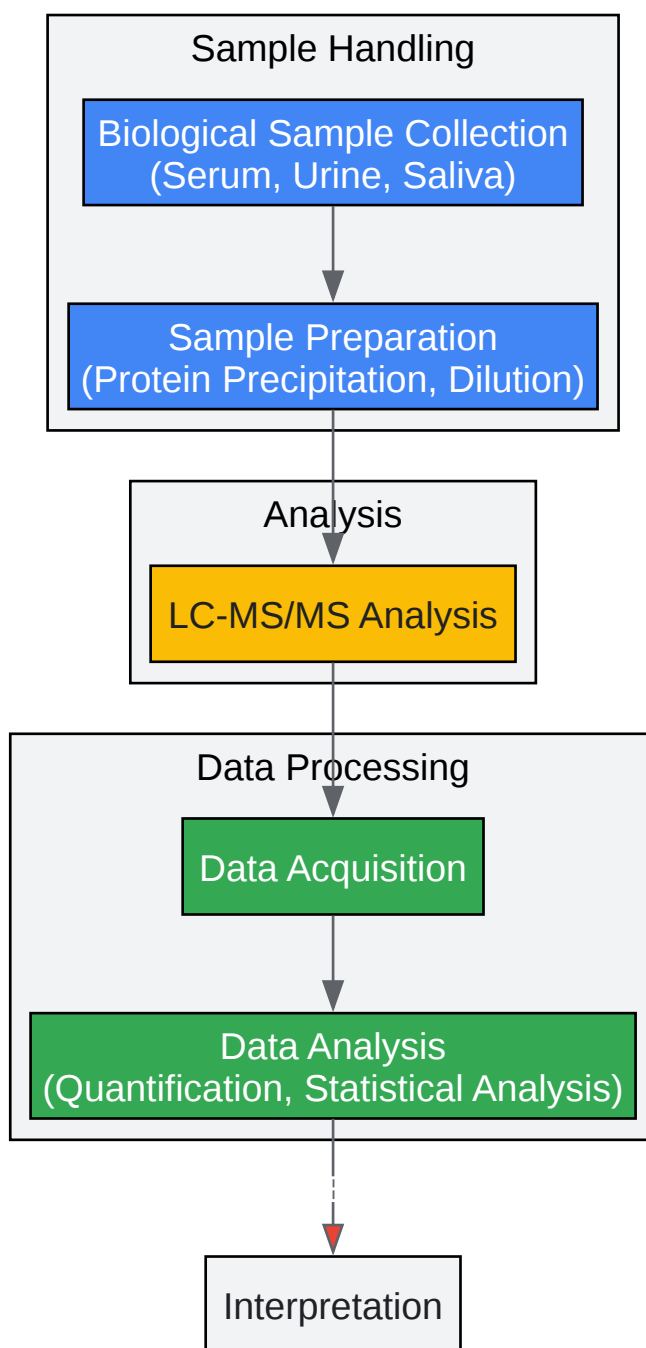 Sample Handling
Biological Sample Collection
(Serum, Urine, Saliva)
Sample Preparation
(Protein Precipitation, Dilution)
Analysis
LC-MS/MS Analysis
Data Processing
Data Acquisition
Data Analysis
(Quantification, Statistical Analysis)
Interpretation